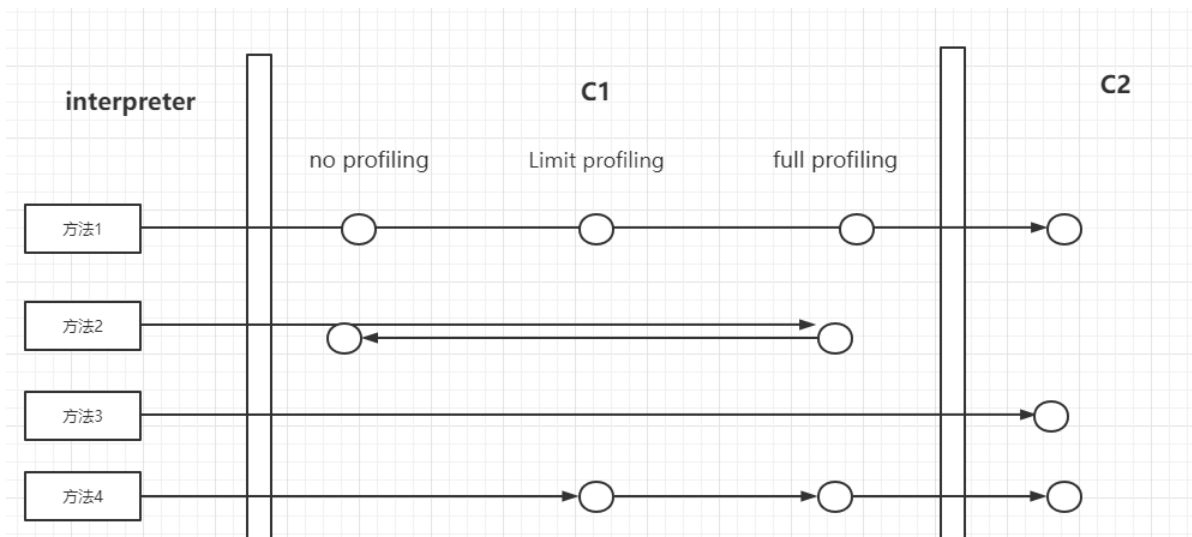 interpreter
C1
C2
no profiling
Limit profiling
full profiling
方法1
方法2
方法3
方法4